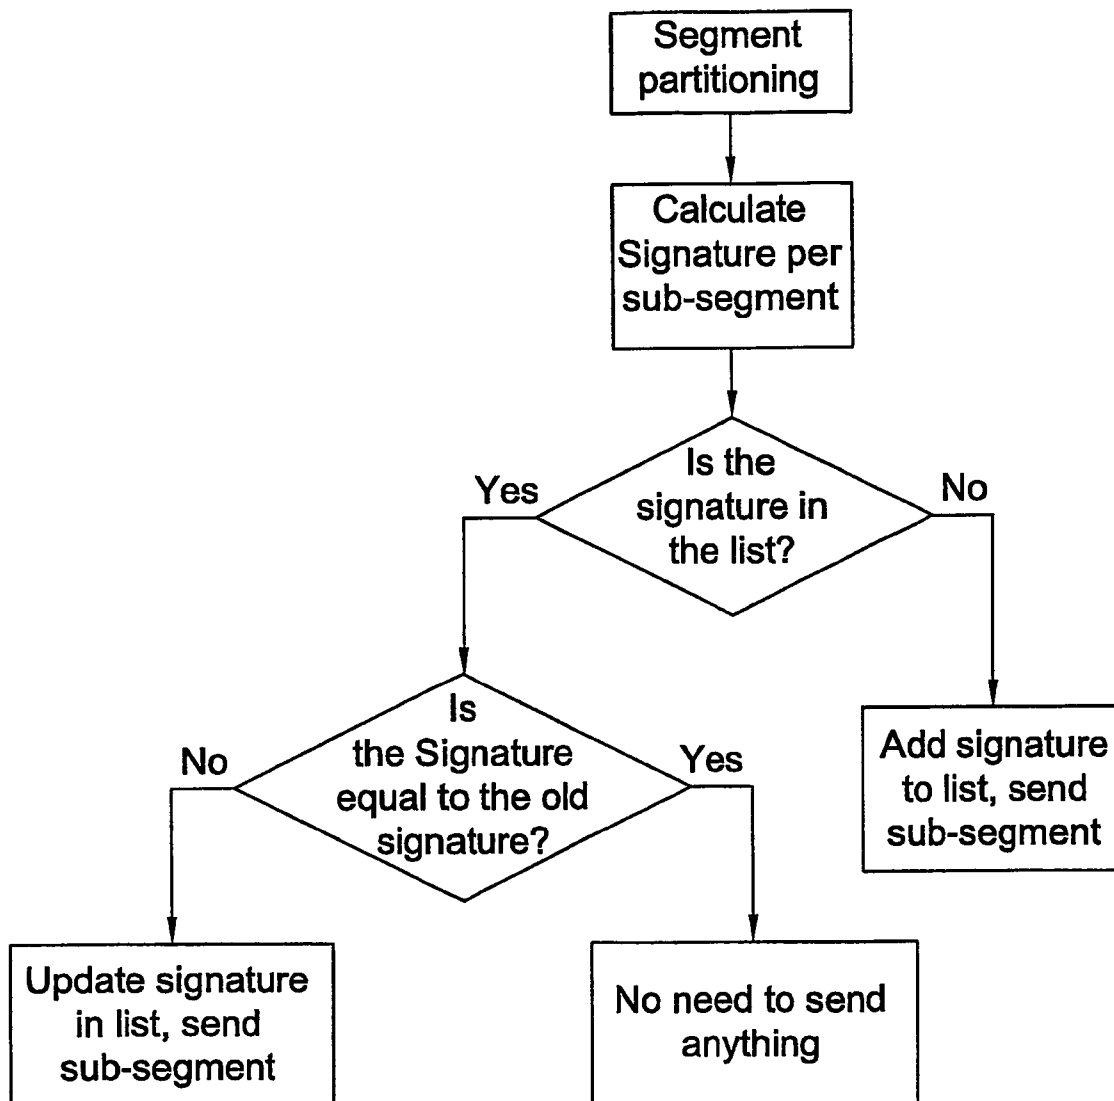 Segment
partitioning
Calculate
Signature per
sub-segment
Is the
signature in
the list?
Yes
No
Is
the Signature
equal to the old
signature?
No
Yes
Add signature
to list, send
sub-segment
Update signature
in list, send
sub-segment
No need to send
anything